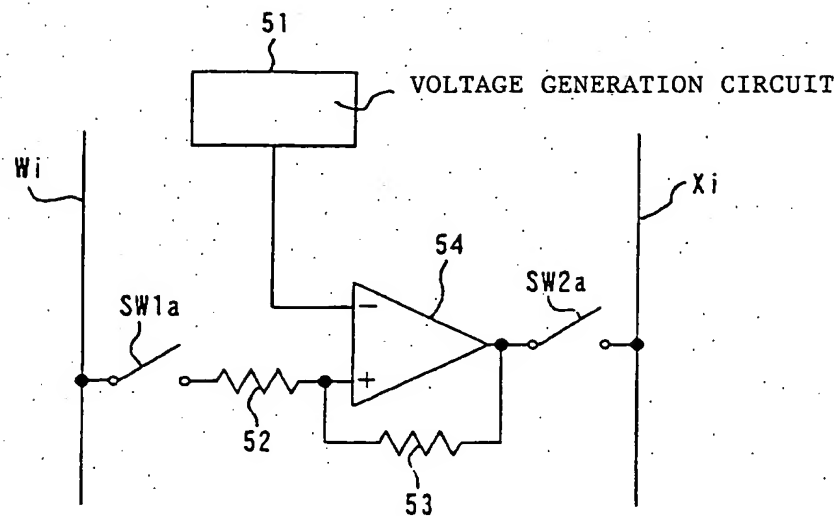 51
VOLTAGE GENERATION CIRCUIT
Wi
Xi
54
SW2a
SW1a
−
+
52
53